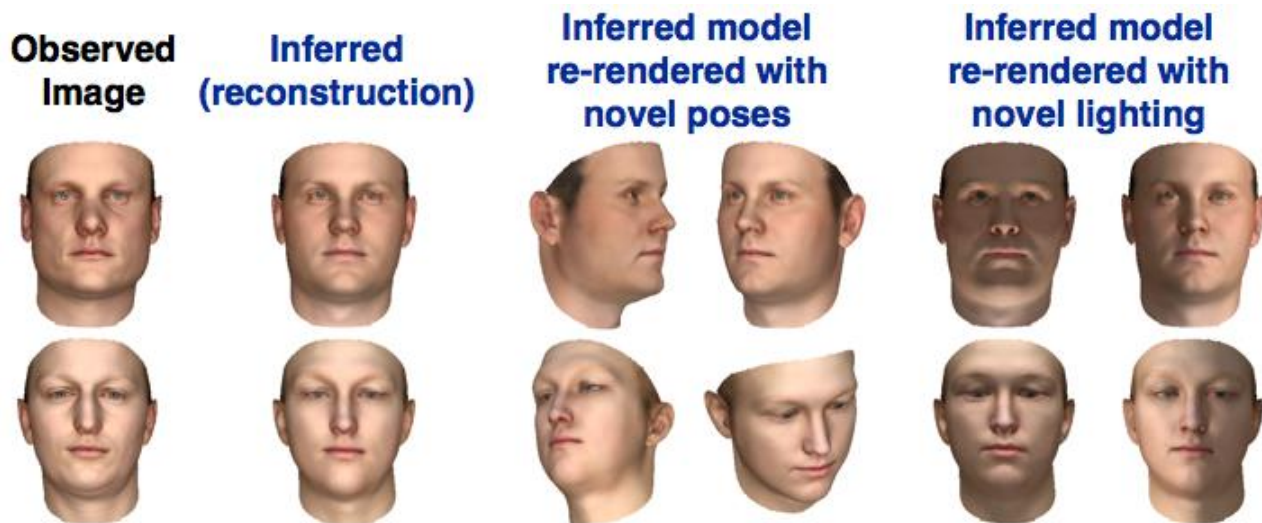 Observed
Image
Inferred
(reconstruction)
Inferred model
re-rendered with
novel poses
Inferred model
re-rendered with
novel lighting